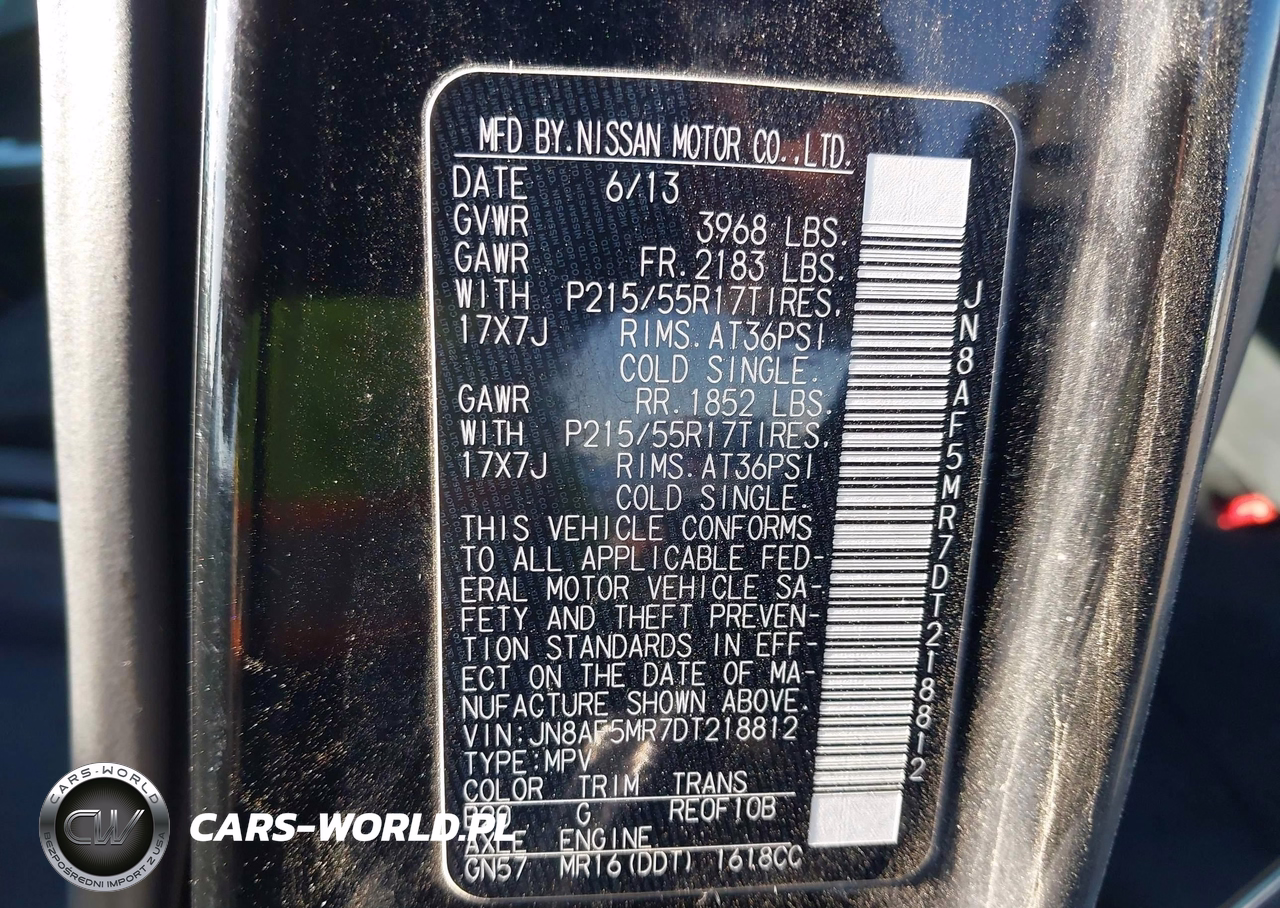 MFD BY.NISSAN MOTOR CO.,LTD.
DATE 6/13
GVWR 3968 LBS.
GAWR FR.2183 LBS.
WITH P215/55R17TIRES.
17X7J RIMS.AT36PSI
COLD SINGLE.
GAWR RR.1852 LBS.
WITH P215/55R17TIRES.
17X7J RIMS.AT36PSI
COLD SINGLE.
THIS VEHICLE CONFORMS
TO ALL APPLICABLE FED-
ERAL MOTOR VEHICLE SA-
FETY AND THEFT PREVEN-
TION STANDARDS IN EFF-
ECT ON THE DATE OF MA-
NUFACTURE SHOWN ABOVE.
VIN:JN8AF5MR7DT218812
TYPE:MPV
COLOR TRIM TRANS
G REOF10B
AXLE ENGINE
GN57 MR16(DDT) 1618CC
JN8AF5MR7DT218812
CARS-WORLD
CW
BEZPOŚREDNI IMPORT Z USA
CARS-WORLD.PL